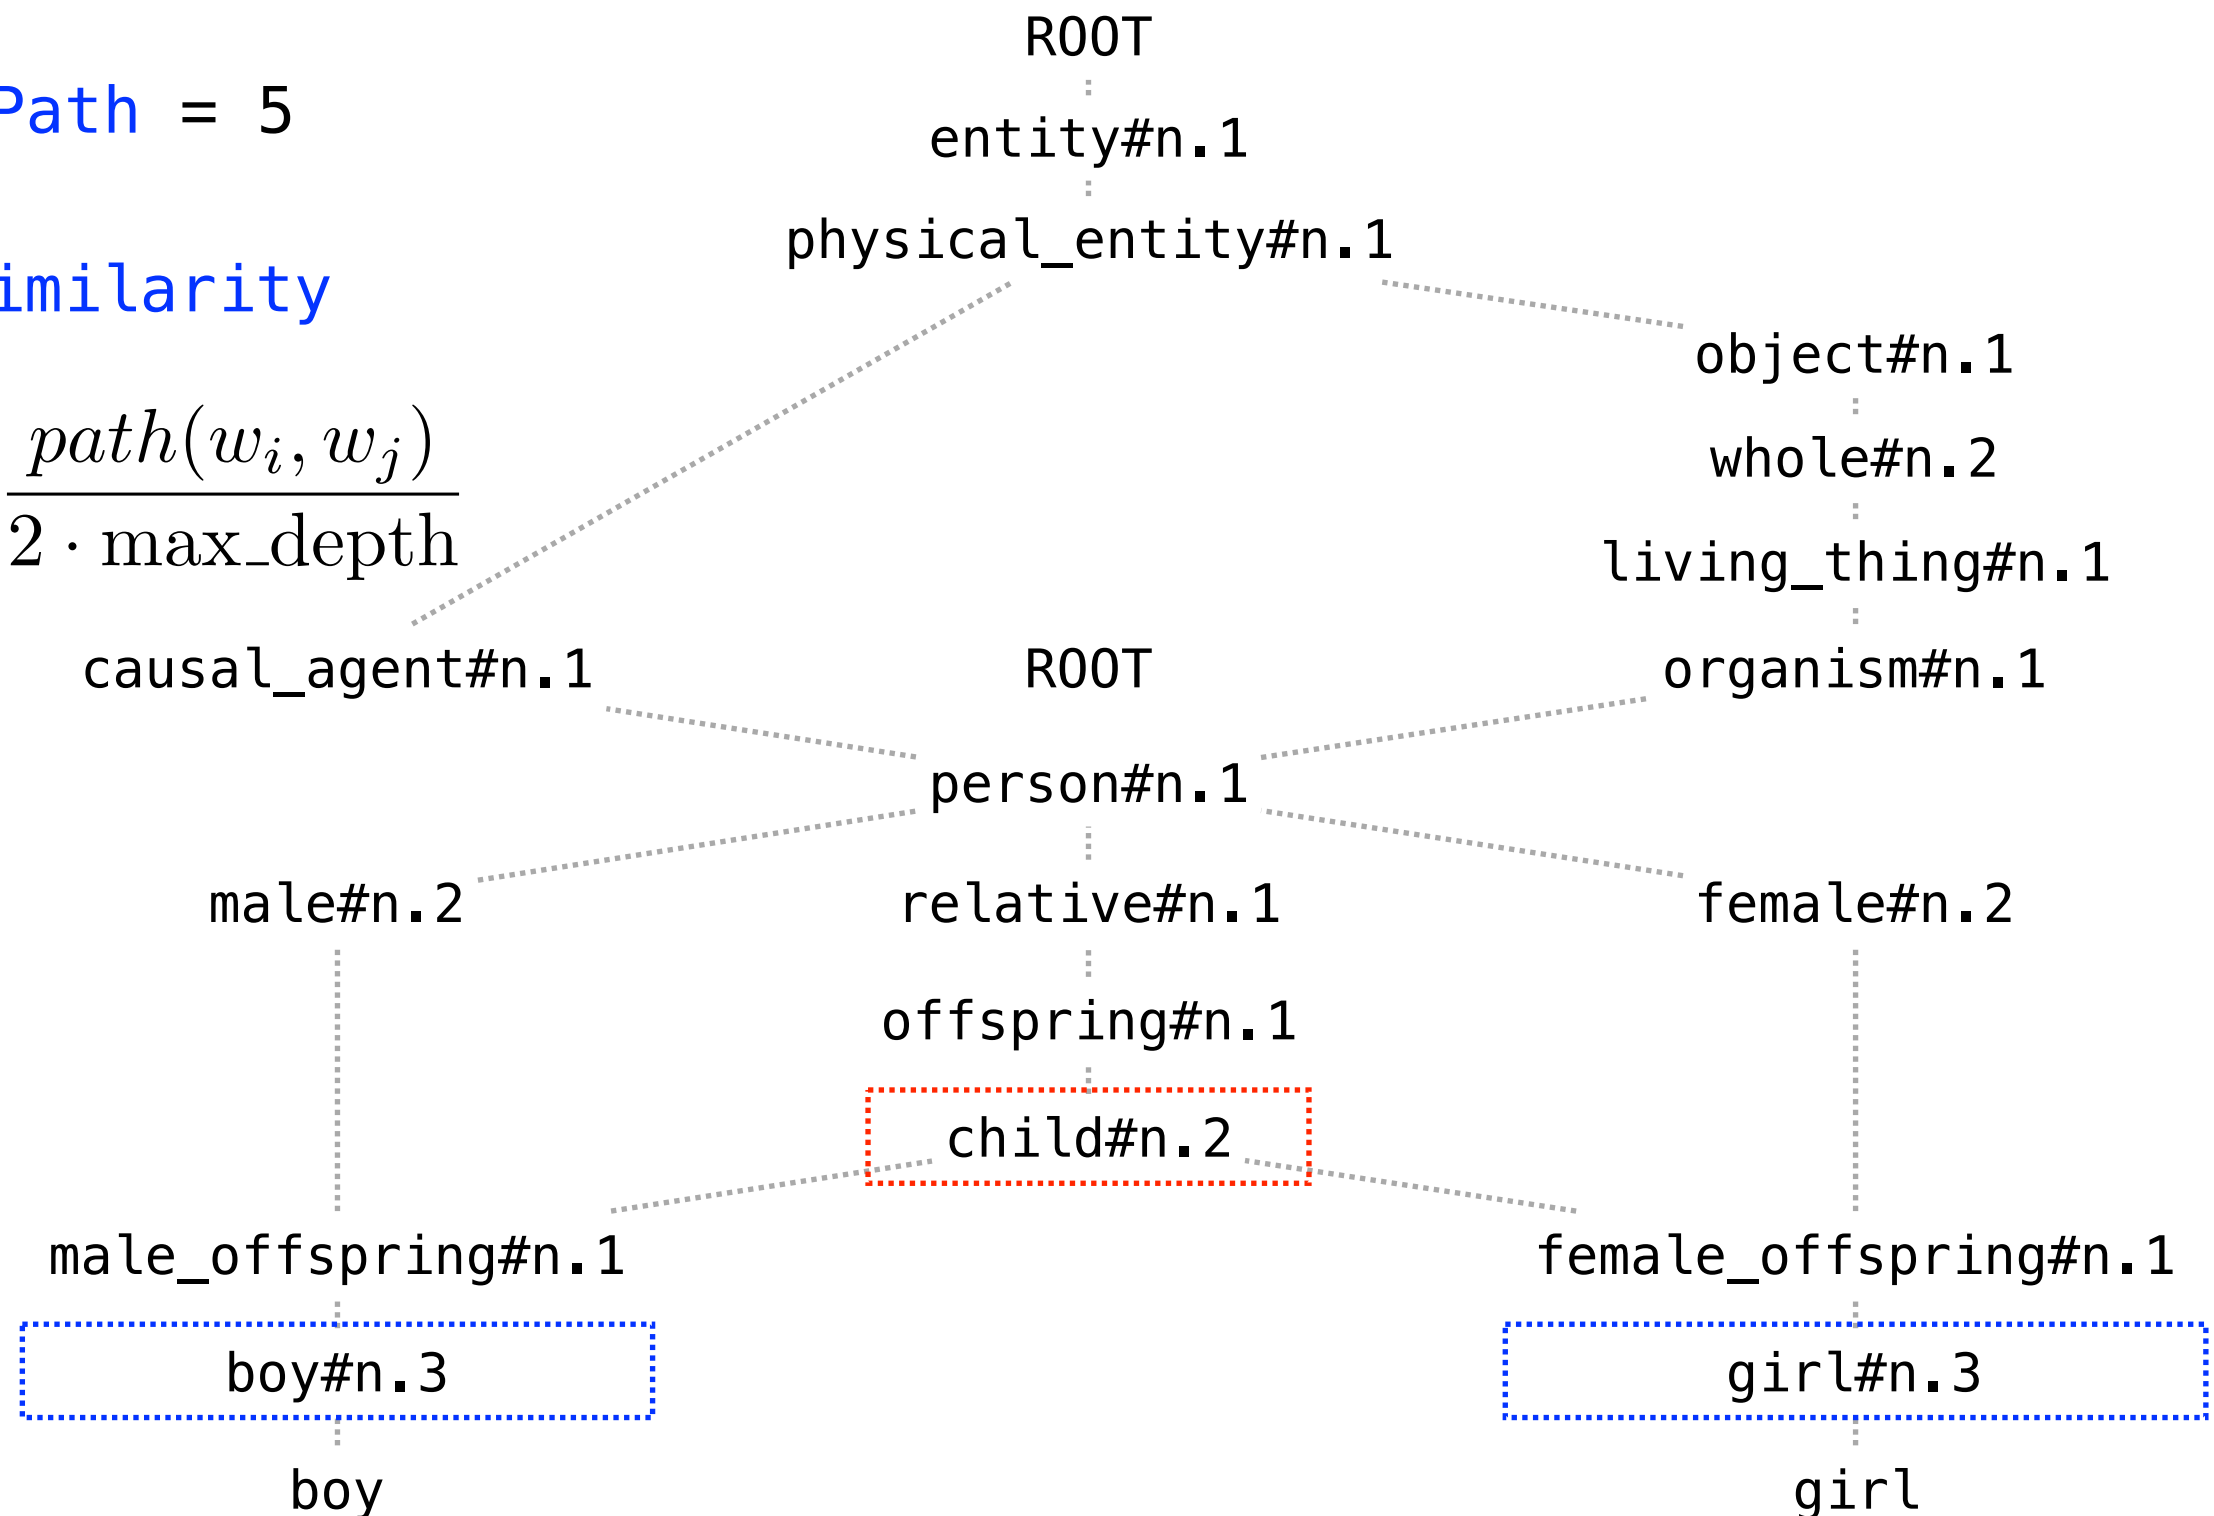 ROOT
Path = 5
entity#n.1
physical_entity#n.1
imilarity
object#n.1
path(w_i, w_j)
whole#n.2
2 · max_depth
living_thing#n.1
causal_agent#n.1 ROOT organism#n.1
person#n.1
male#n.2 relative#n.1 female#n.2
offspring#n.1
child#n.2
male_offspring#n.1 female_offspring#n.1
boy#n.3 girl#n.3
boy girl